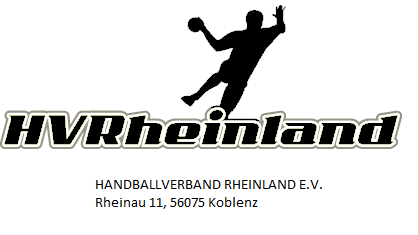 HVRheinland
HANDBALLVERBAND RHEINLAND E.V.
Rheinau 11, 56075 Koblenz